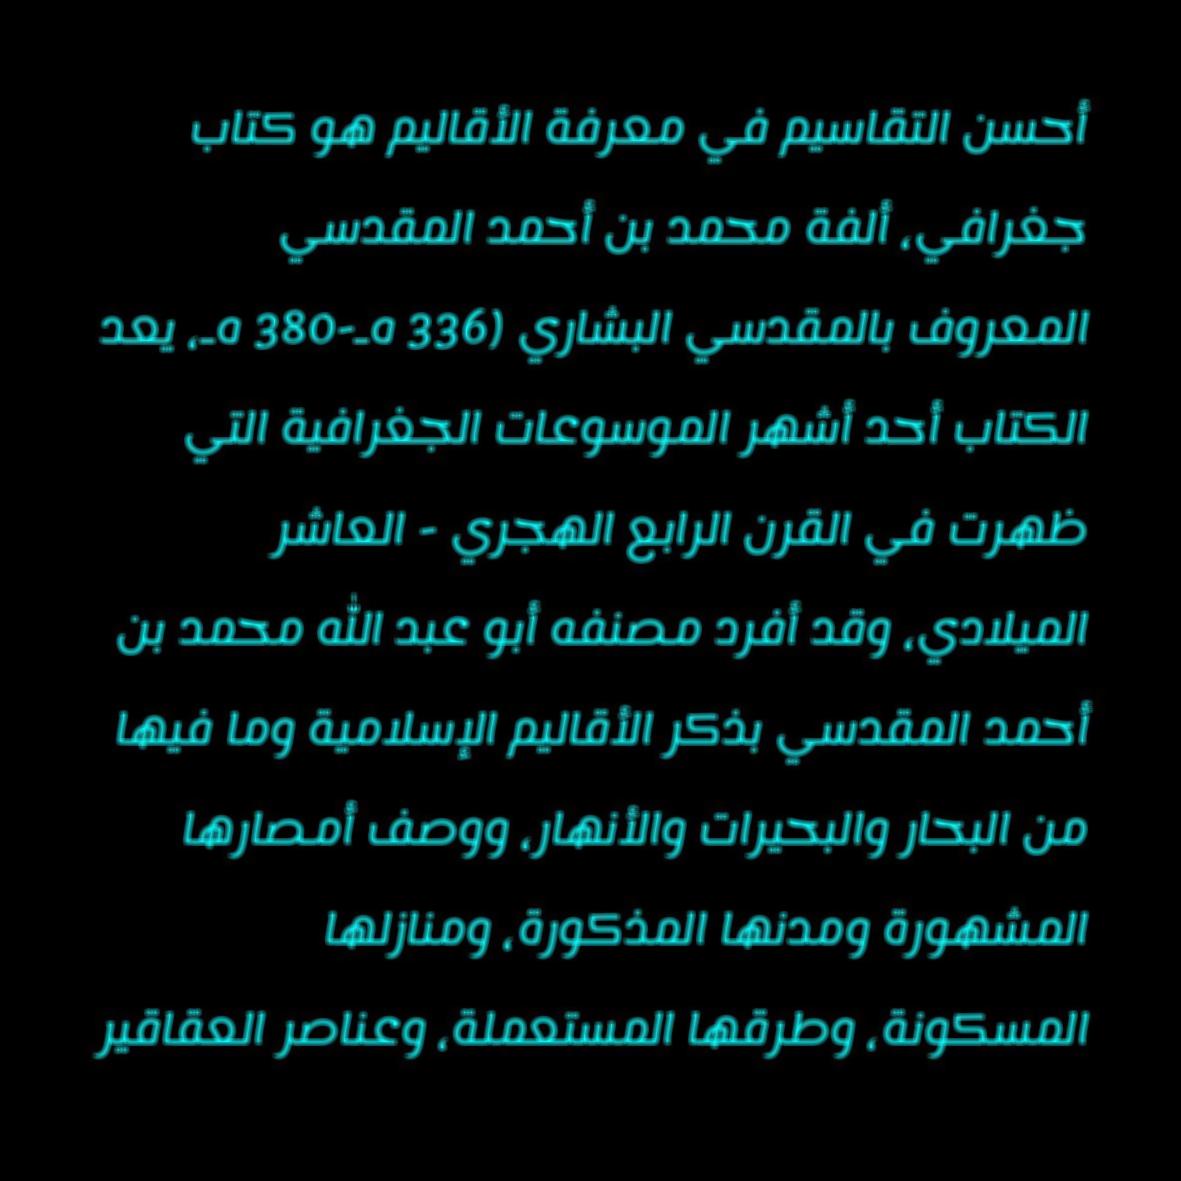 أحسن التقاسيم في معرفة الأقاليم هو كتاب
جغرافي، ألفة محمد بن أحمد المقدسي
المعروف بالمقدسي البشاري (336 هـ-380 هـ، يعد
الكتاب أحد أشهر الموسوعات الجغرافية التي
ظهرت في القرن الرابع الهجري - العاشر
الميلادي، وقد أفرد مصنفه أبو عبد الله محمد بن
أحمد المقدسي بذكر الأقاليم الإسلامية وما فيها
من البحار والبحيرات والأنهار، ووصف أمصارها
المشهورة ومدنها المذكورة، ومنازلها
المسكونة، وطرقها المستعملة، وعناصر العقاقير